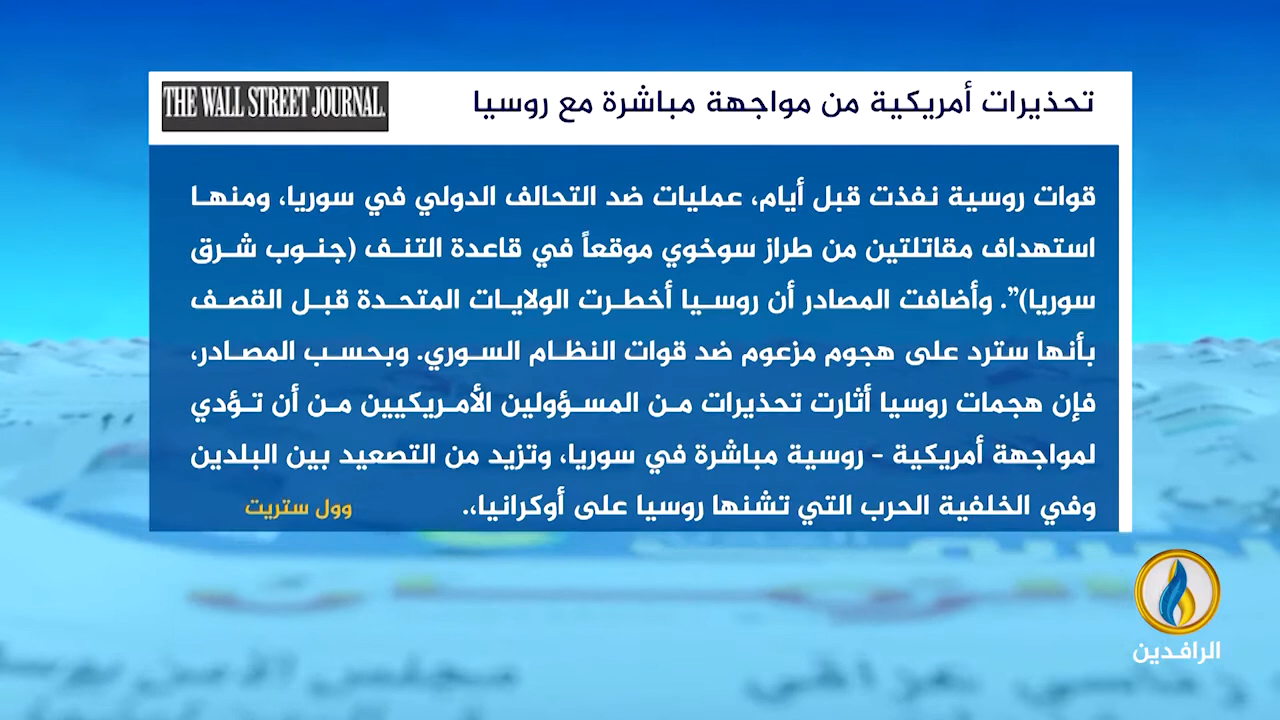 تحذيرات أمريكية من مواجهة مباشرة مع روسيا
THE WALL STREET JOURNAL.
قوات روسية نفذت قبل أيام، عمليات ضد التحالف الدولي في سوريا، ومنها
استهداف مقاتلتين من طراز سوخوي موقعاً في قاعدة التنف (جنوب شرق
سوريا)”. وأضافت المصادر أن روسيا أخطرت الولايات المتحدة قبل القصف
بأنها سترد على هجوم مزعوم ضد قوات النظام السوري. وبحسب المصادر،
فإن هجمات روسيا أثارت تحذيرات من المسؤولين الأمريكيين من أن تؤدي
لمواجهة أمريكية - روسية مباشرة في سوريا، وتزيد من التصعيد بين البلدين
وفي الخلفية الحرب التي تشنها روسيا على أوكرانيا،.
وول ستريت
الرافدين
مجلس الأمن